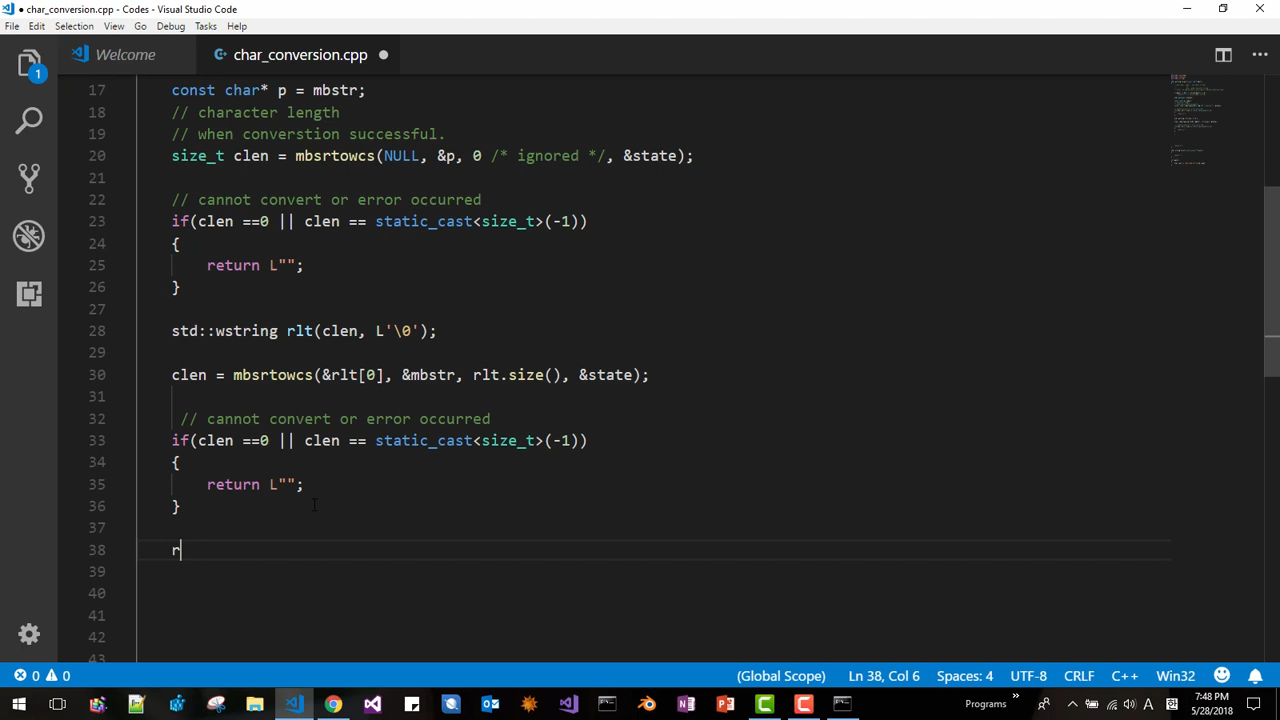 char_conversion.cpp - Codes - Visual Studio Code
File Edit Selection View Go Debug Tasks Help
Welcome char_conversion.cpp
1
17 const char* p = mbstr;
18 // character length
19 // when converstion successful.
20 size_t clen = mbsrtowcs(NULL, &p, 0 /* ignored */, &state);
21
22 // cannot convert or error occurred
23 if(clen ==0 || clen == static_cast<size_t>(-1))
24 {
25 return L"";
26 }
27
28 std::wstring rlt(clen, L'\0');
29
30 clen = mbsrtowcs(&rlt[0], &mbstr, rlt.size(), &state);
31
32 // cannot convert or error occurred
33 if(clen ==0 || clen == static_cast<size_t>(-1))
34 {
35 return L"";
36 }
37
38 r
39
40
41
42
43
0 0 (Global Scope) Ln 38, Col 6 Spaces: 4 UTF-8 CRLF C++ Win32
Programs » A 7:48 PM
5/28/2018